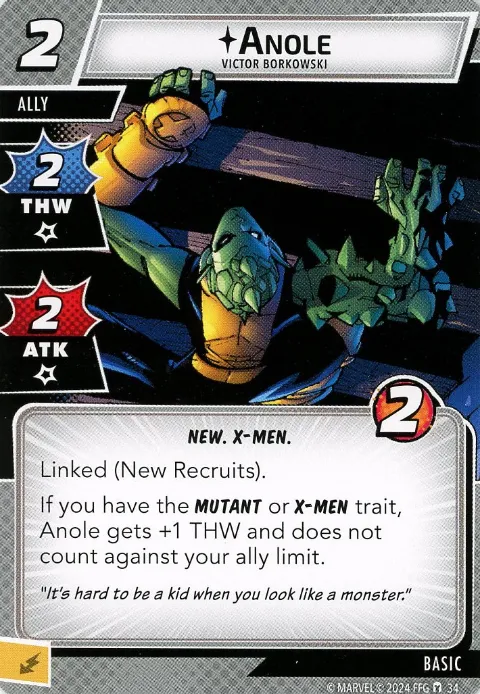 2
ANOLE
VICTOR BORKOWSKI
ALLY
2
THW
2
ATK
2
NEW. X-MEN.
Linked (New Recruits).
If you have the MUTANT or X-MEN trait,
Anole gets +1 THW and does not
count against your ally limit.
"It's hard to be a kid when you look like a monster."
BASIC
© MARVEL © 2024 FFG 34